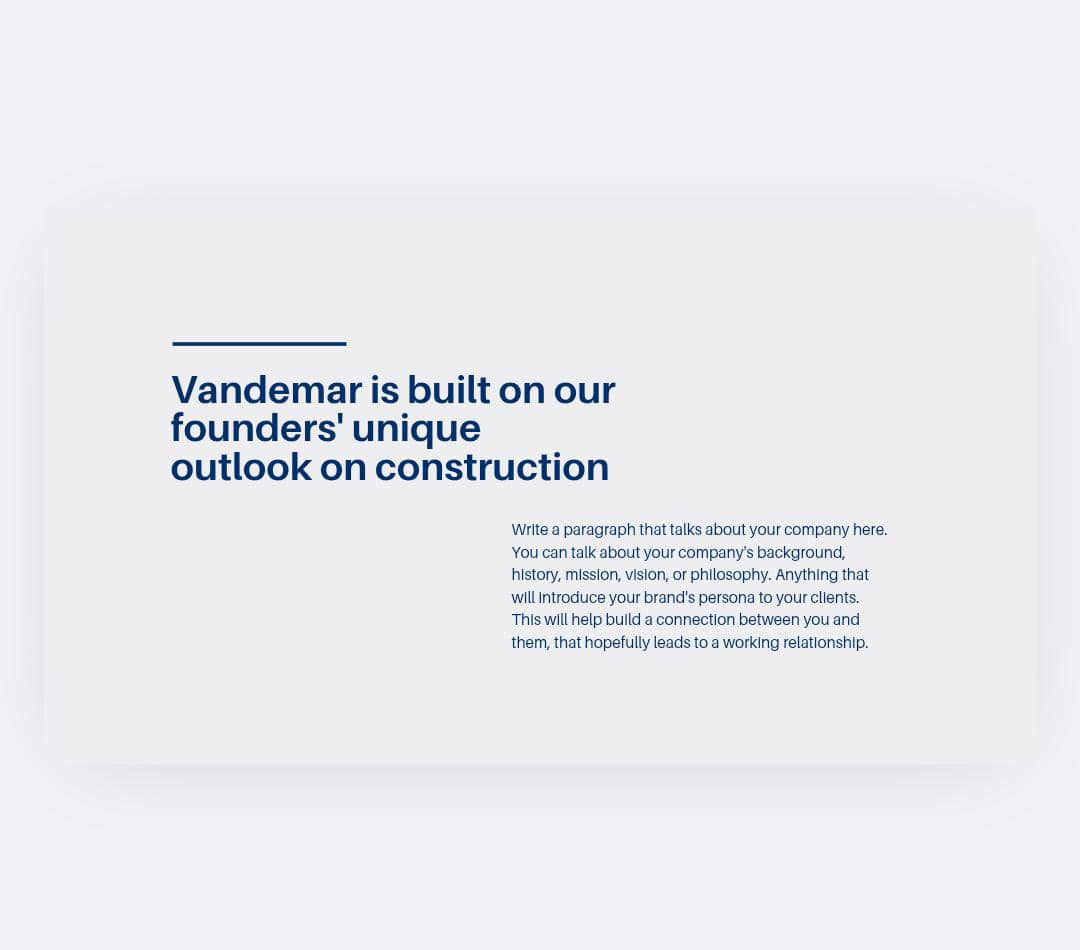 Vandemar is built on our
founders' unique
outlook on construction
Write a paragraph that talks about your company here.
You can talk about your company's background,
history, mission, vision, or philosophy. Anything that
will introduce your brand's persona to your clients.
This will help build a connection between you and
them, that hopefully leads to a working relationship.